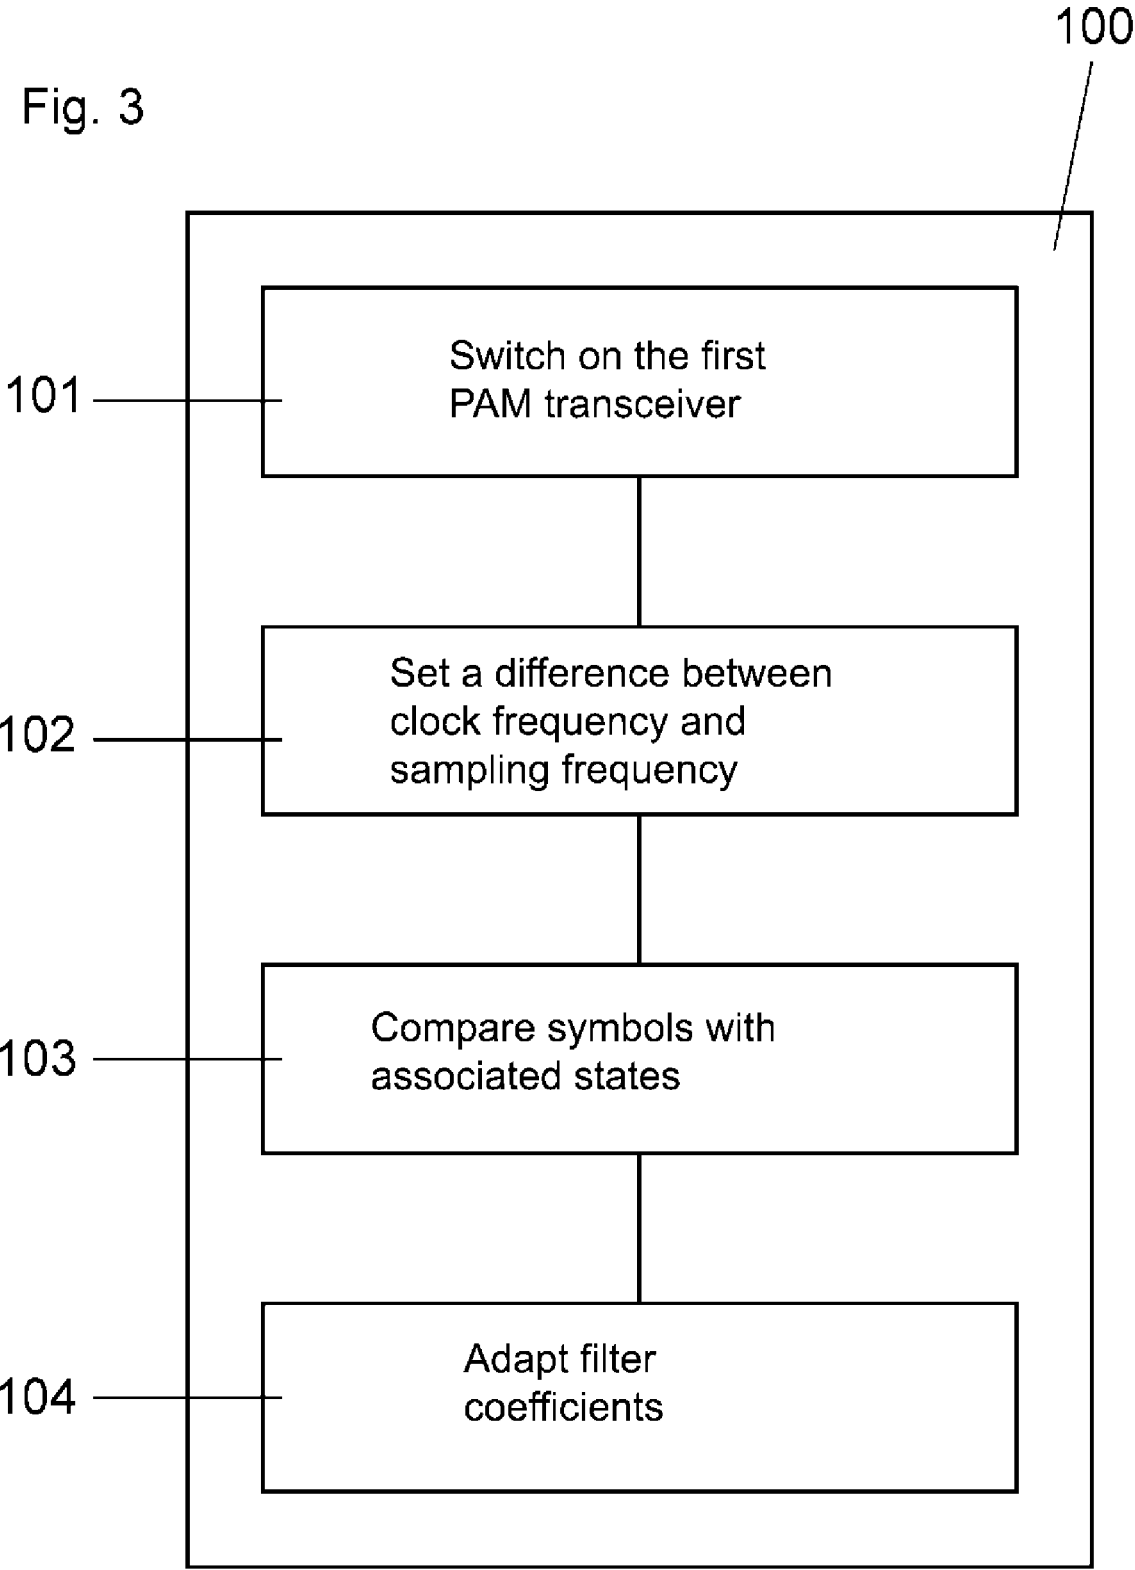 100
Fig. 3
Switch on the first
PAM transceiver
101
Set a difference between
clock frequency and
sampling frequency
102
Compare symbols with
associated states
103
Adapt filter
coefficients
104